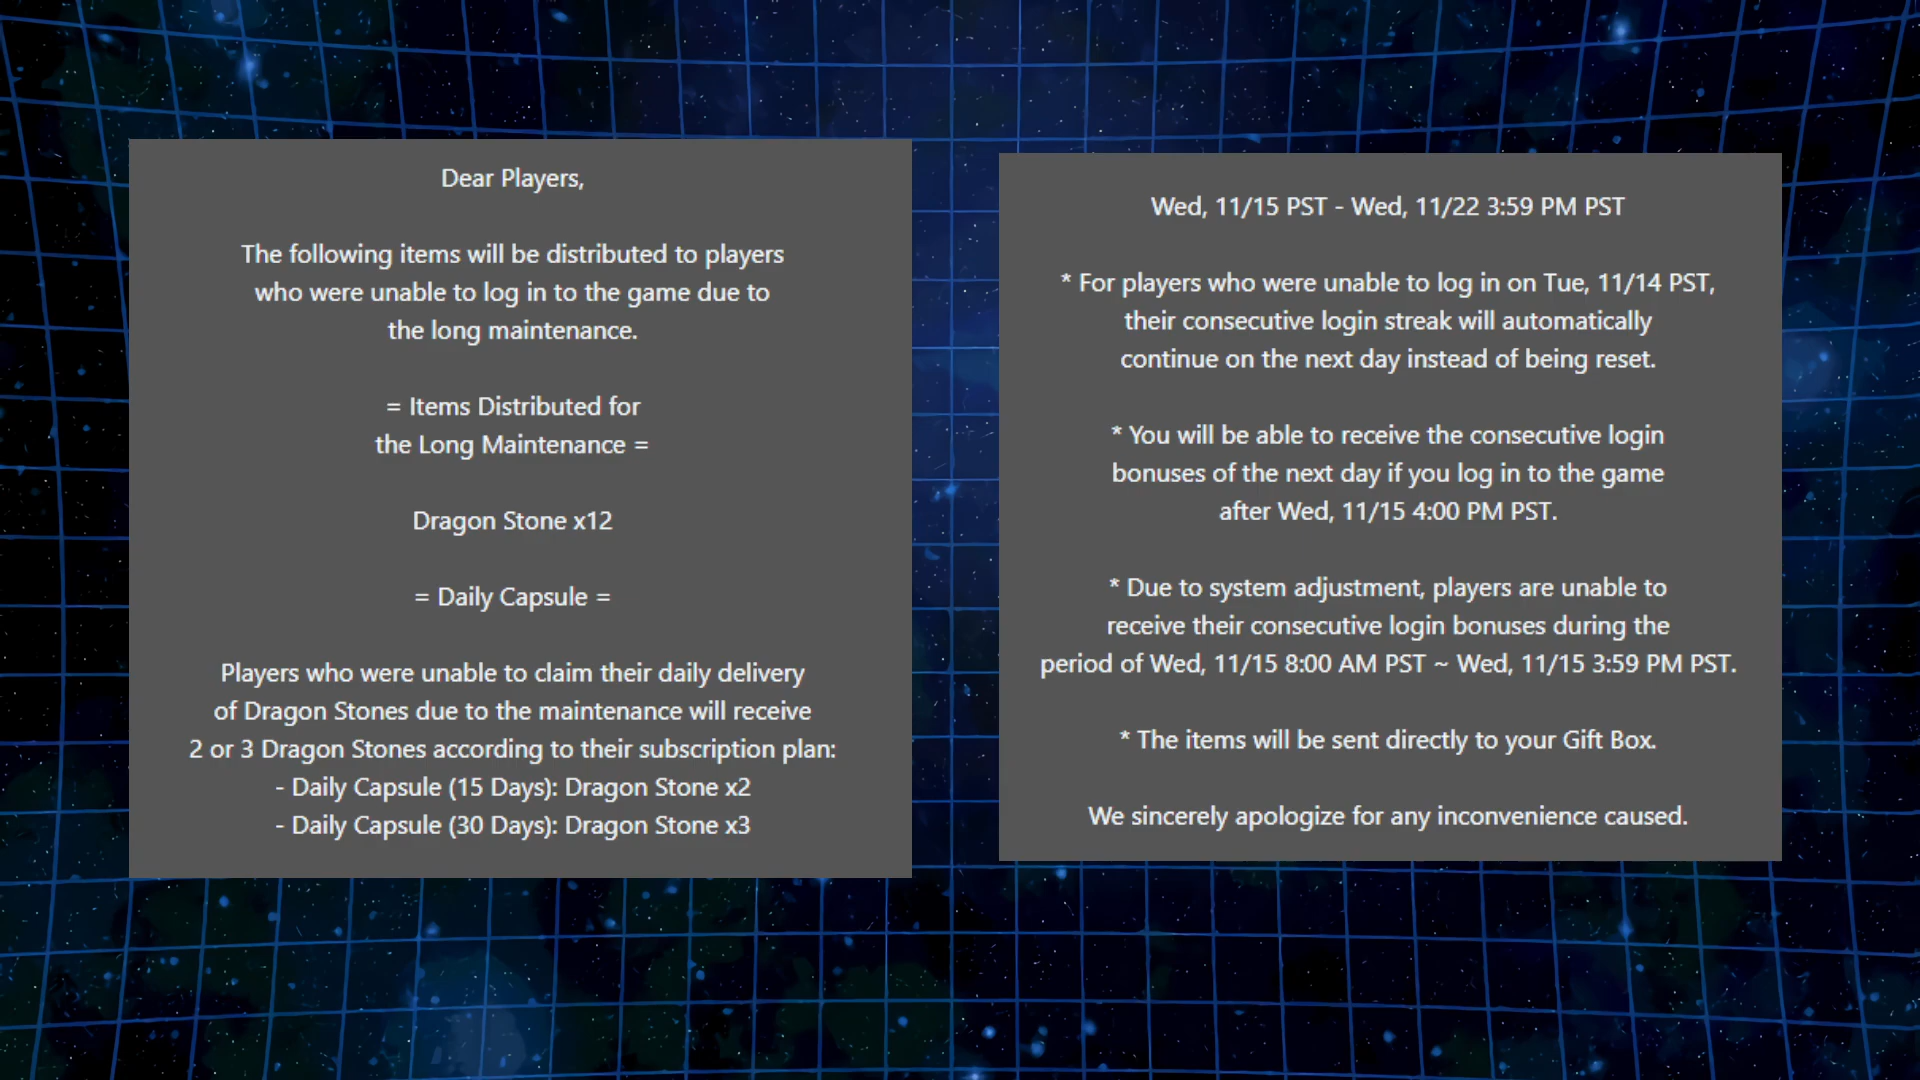 Dear Players,
The following items will be distributed to players
who were unable to log in to the game due to
the long maintenance.
= Items Distributed for
the Long Maintenance =
Dragon Stone x12
= Daily Capsule =
Players who were unable to claim their daily delivery
of Dragon Stones due to the maintenance will receive
2 or 3 Dragon Stones according to their subscription plan:
- Daily Capsule (15 Days): Dragon Stone x2
- Daily Capsule (30 Days): Dragon Stone x3
Wed, 11/15 PST - Wed, 11/22 3:59 PM PST
* For players who were unable to log in on Tue, 11/14 PST,
their consecutive login streak will automatically
continue on the next day instead of being reset.
* You will be able to receive the consecutive login
bonuses of the next day if you log in to the game
after Wed, 11/15 4:00 PM PST.
* Due to system adjustment, players are unable to
receive their consecutive login bonuses during the
period of Wed, 11/15 8:00 AM PST ~ Wed, 11/15 3:59 PM PST.
* The items will be sent directly to your Gift Box.
We sincerely apologize for any inconvenience caused.